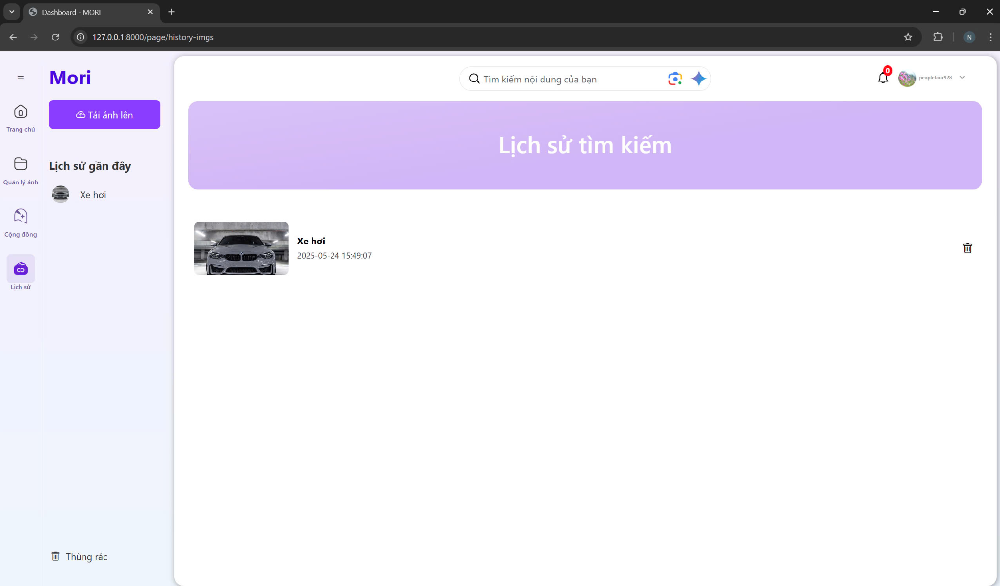 Dashboard - MORI
127.0.0.1:8000/page/history-imgs
N
Mori
Tìm kiếm nội dung của bạn
0
peoplefour928
Tải ảnh lên
Trang chủ
Lịch sử tìm kiếm
Lịch sử gần đây
Quản lý ảnh
Xe hơi
Cộng đồng
Xe hơi
2025-05-24 15:49:07
CO
Lịch sử
Thùng rác